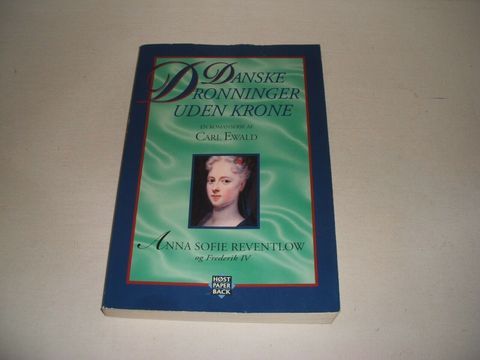 DANSKE
DRONNINGER
UDEN KRONE
EN ROMANSERIE AF
CARL EWALD
ANNA SOFIE REVENTLOW
og Frederik IV
HØST
PAPER
BACK